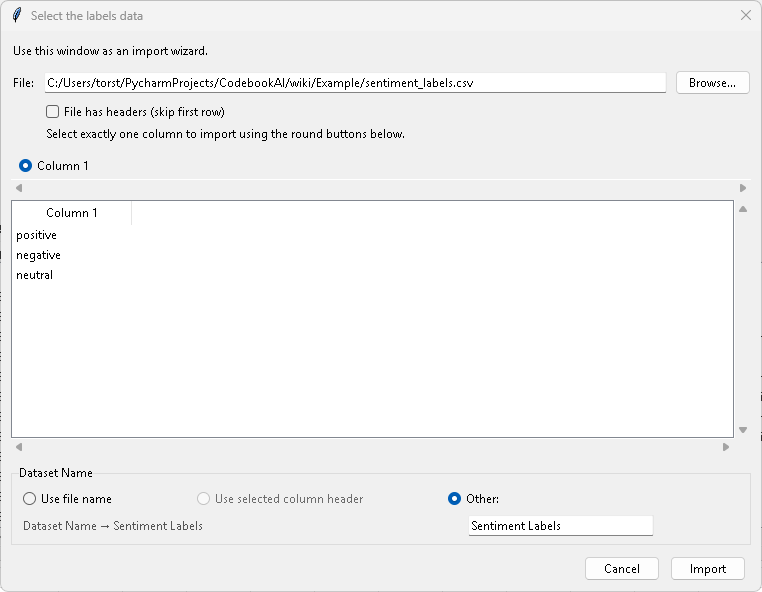 Select the labels data
Use this window as an import wizard.
File: C:/Users/torst/PycharmProjects/CodebookAI/wiki/Example/sentiment_labels.csv Browse...
File has headers (skip first row)
Select exactly one column to import using the round buttons below.
Column 1
Column 1
positive
negative
neutral
Dataset Name
Use file name Use selected column header Other:
Dataset Name → Sentiment Labels Sentiment Labels
Cancel Import